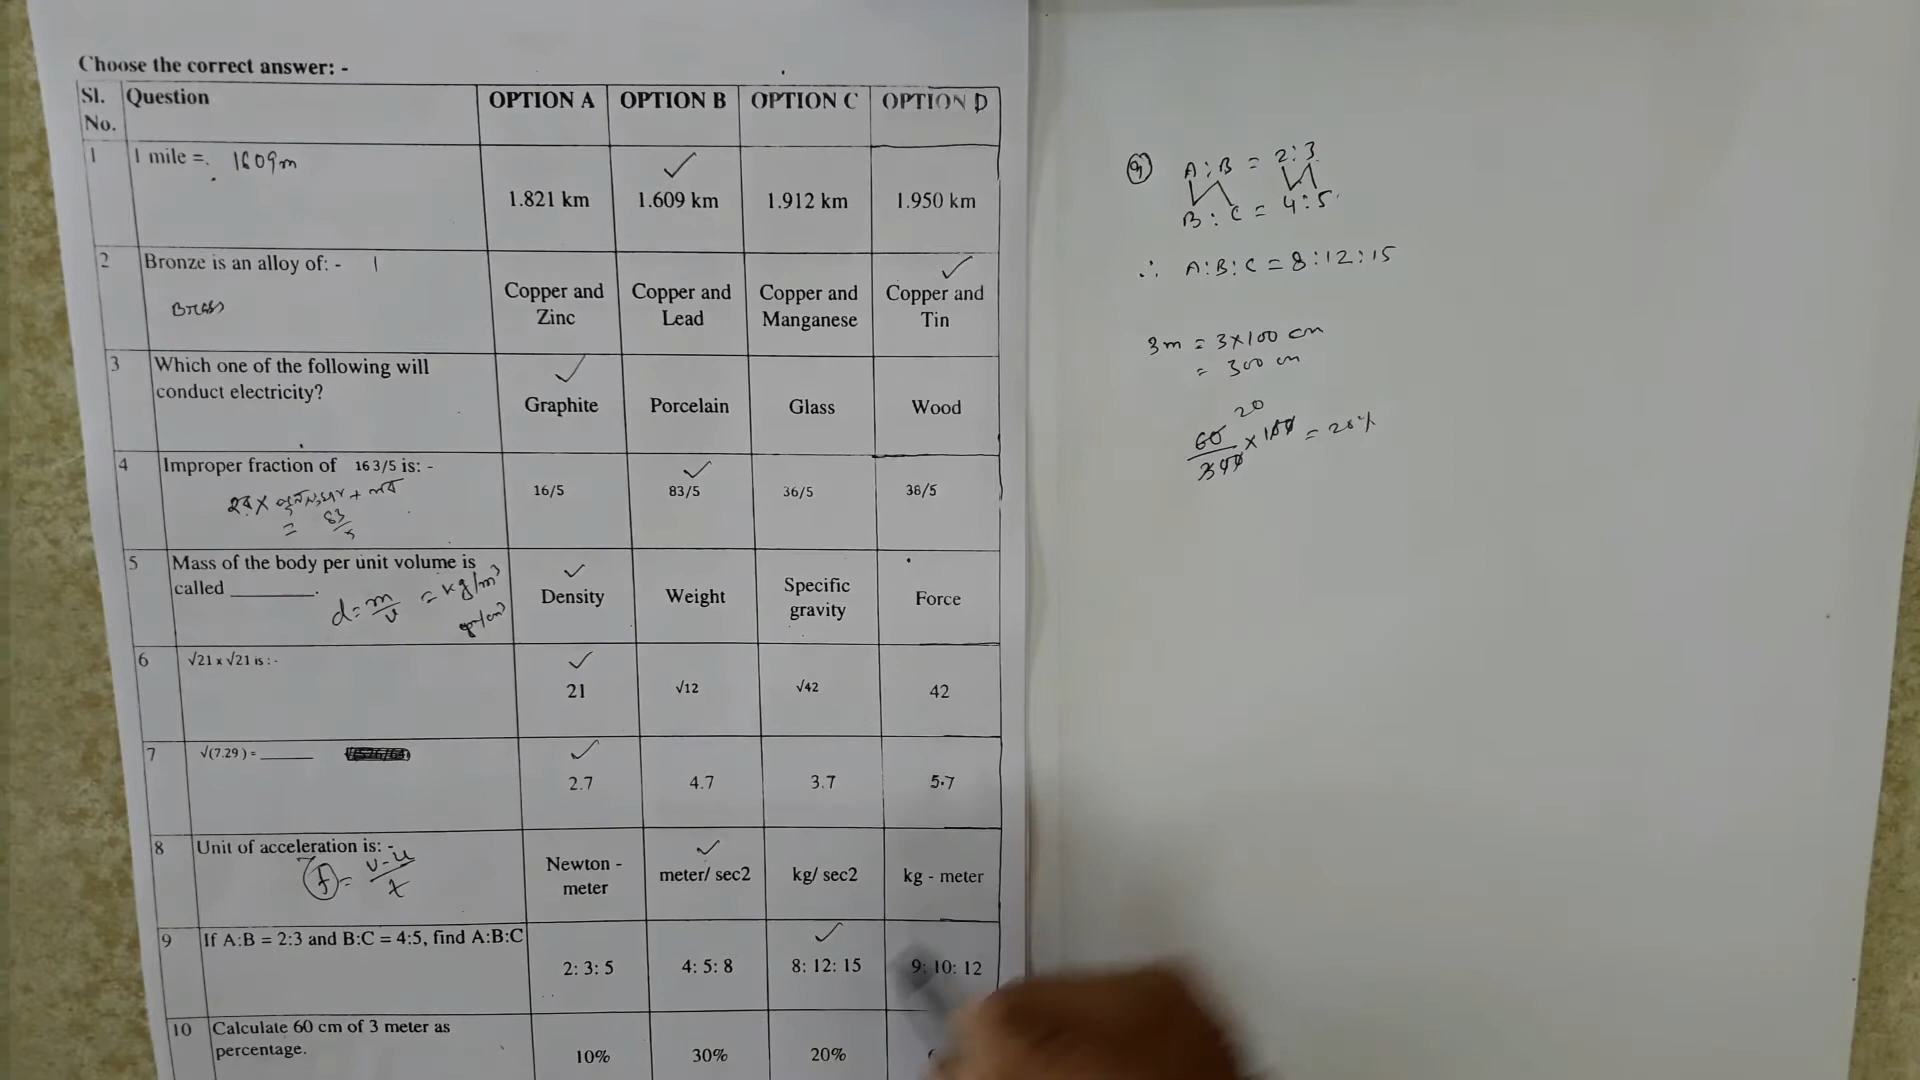 Choose the correct answer: -
Sl. No. Question OPTION A OPTION B OPTION C OPTION D
1 1 mile =. 1609m
✓
1.821 km 1.609 km 1.912 km 1.950 km
2 Bronze is an alloy of: -
✓
Brass
Copper and Zinc Copper and Lead Copper and Manganese Copper and Tin
3 Which one of the following will
conduct electricity?
✓
Graphite Porcelain Glass Wood
4 Improper fraction of 16 3/5 is: -
✓
= 83/5
16/5 83/5 36/5 38/5
5 Mass of the body per unit volume is
called ________.
d = m/v = kg/m³
gm/cm³
✓
Density Weight Specific gravity Force
6 √21 x √21 is : -
✓
21 √12 √42 42
7 √(7.29) = ______
✓
2.7 4.7 3.7 5.7
8 Unit of acceleration is: -
f = v-u/t
✓
Newton - meter meter/ sec2 kg/ sec2 kg - meter
9 If A:B = 2:3 and B:C = 4:5, find A:B:C
✓
2: 3: 5 4: 5: 8 8: 12: 15 9: 10: 12
10 Calculate 60 cm of 3 meter as
percentage.
10% 30% 20%
9) A:B = 2:3
B:C = 4:5
∴ A:B:C = 8:12:15
3m = 3×100 cm
= 300 cm
20
60/300 × 100 = 20%